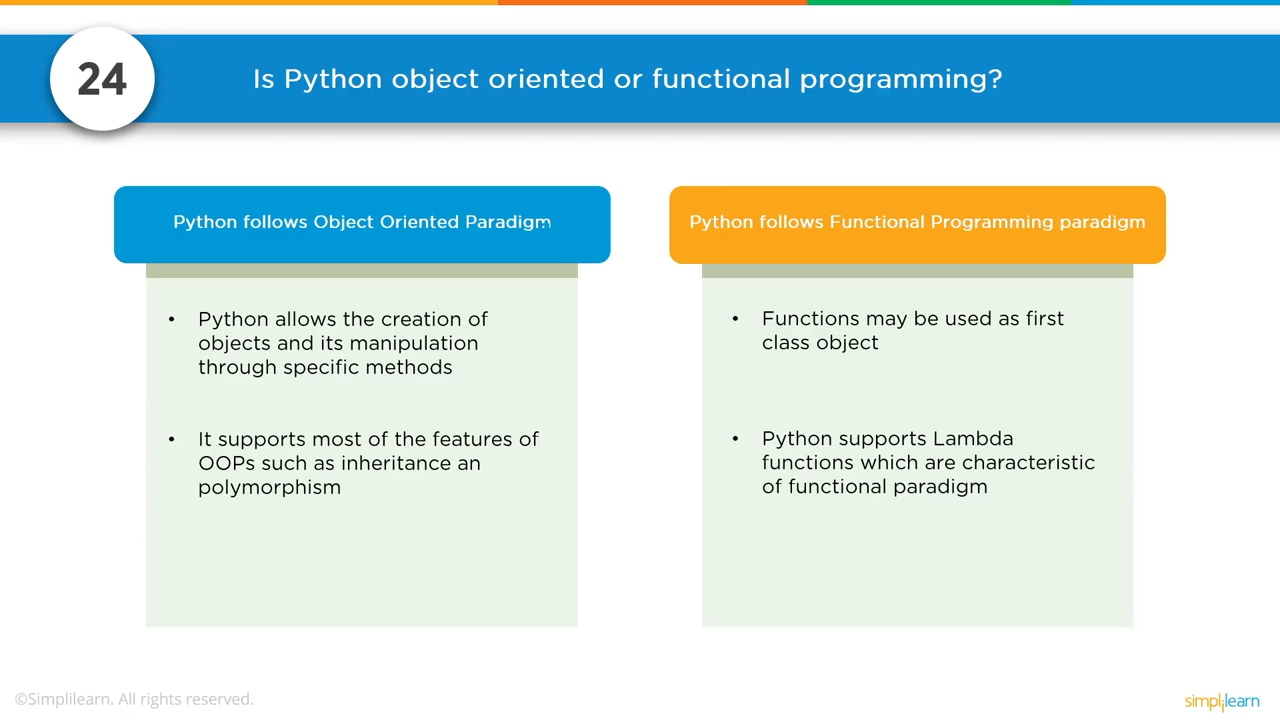 24
Is Python object oriented or functional programming?
Python follows Object Oriented Paradigm
• Python allows the creation of
objects and its manipulation
through specific methods
• It supports most of the features of
OOPs such as inheritance an
polymorphism
Python follows Functional Programming paradigm
• Functions may be used as first
class object
• Python supports Lambda
functions which are characteristic
of functional paradigm
©Simplilearn. All rights reserved.
simplilearn